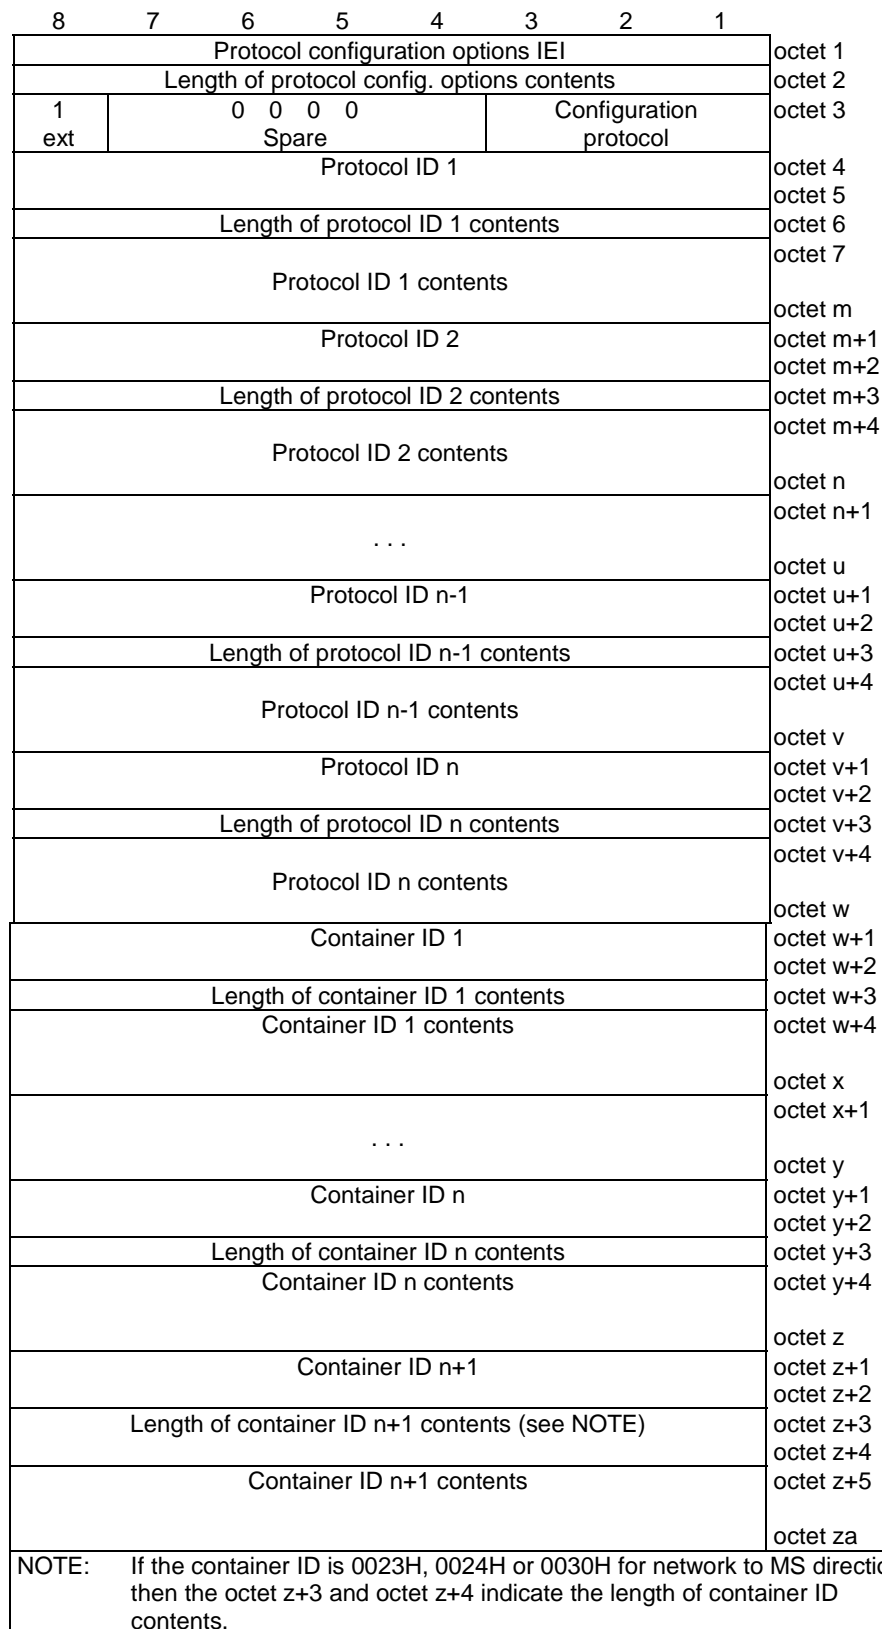 8 7 6 5 4 3 2 1
Protocol configuration options IEI octet 1
Length of protocol config. options contents octet 2
1 0 0 0 0 Configuration octet 3
ext Spare protocol
Protocol ID 1 octet 4
octet 5
Length of protocol ID 1 contents octet 6
octet 7
Protocol ID 1 contents
octet m
Protocol ID 2 octet m+1
octet m+2
Length of protocol ID 2 contents octet m+3
octet m+4
Protocol ID 2 contents
octet n
octet n+1
. . .
octet u
Protocol ID n-1 octet u+1
octet u+2
Length of protocol ID n-1 contents octet u+3
octet u+4
Protocol ID n-1 contents
octet v
Protocol ID n octet v+1
octet v+2
Length of protocol ID n contents octet v+3
octet v+4
Protocol ID n contents
octet w
Container ID 1 octet w+1
octet w+2
Length of container ID 1 contents octet w+3
Container ID 1 contents octet w+4
octet x
octet x+1
. . .
octet y
Container ID n octet y+1
octet y+2
Length of container ID n contents octet y+3
Container ID n contents octet y+4
octet z
Container ID n+1 octet z+1
octet z+2
Length of container ID n+1 contents (see NOTE) octet z+3
octet z+4
Container ID n+1 contents octet z+5
octet za
NOTE: If the container ID is 0023H, 0024H or 0030H for network to MS directio
then the octet z+3 and octet z+4 indicate the length of container ID
contents.